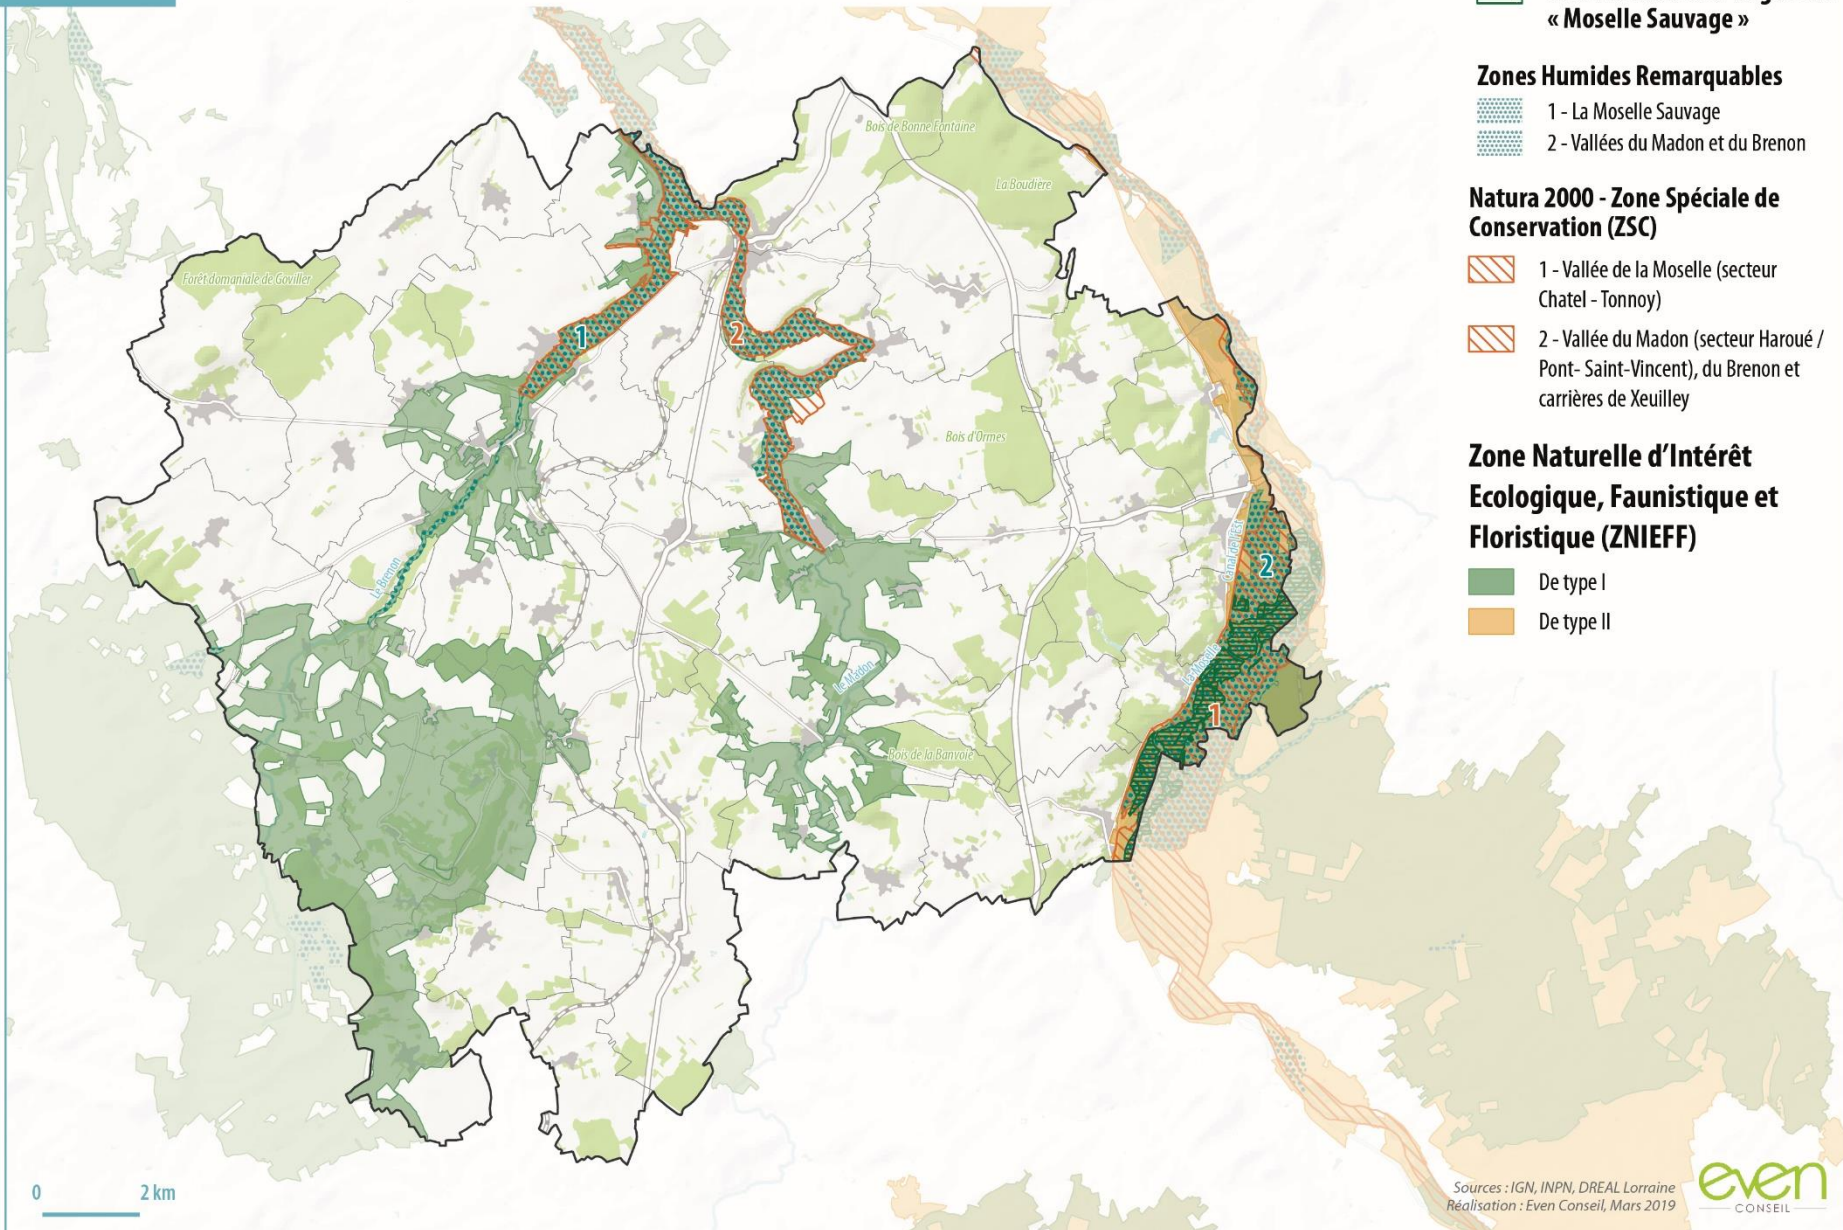 « Moselle Sauvage »
Zones Humides Remarquables
1 - La Moselle Sauvage
2 - Vallées du Madon et du Brenon
Natura 2000 - Zone Spéciale de
Conservation (ZSC)
1 - Vallée de la Moselle (secteur
Chatel - Tonnoy)
2 - Vallée du Madon (secteur Haroué /
Pont- Saint-Vincent), du Brenon et
carrières de Xeuilley
Zone Naturelle d’Intérêt
Ecologique, Faunistique et
Floristique (ZNIEFF)
De type I
De type II
Bois de Bonne Fontaine
La Boudière
Forêt domaniale de Goviller
1
2
Bois d'Ormes
Canal de l'Est
2
Le Brenon
La Moselle
Le Madon
1
Bois de la Banvoie
0 2 km
Sources : IGN, INPN, DREAL Lorraine
Réalisation : Even Conseil, Mars 2019
even
CONSEIL